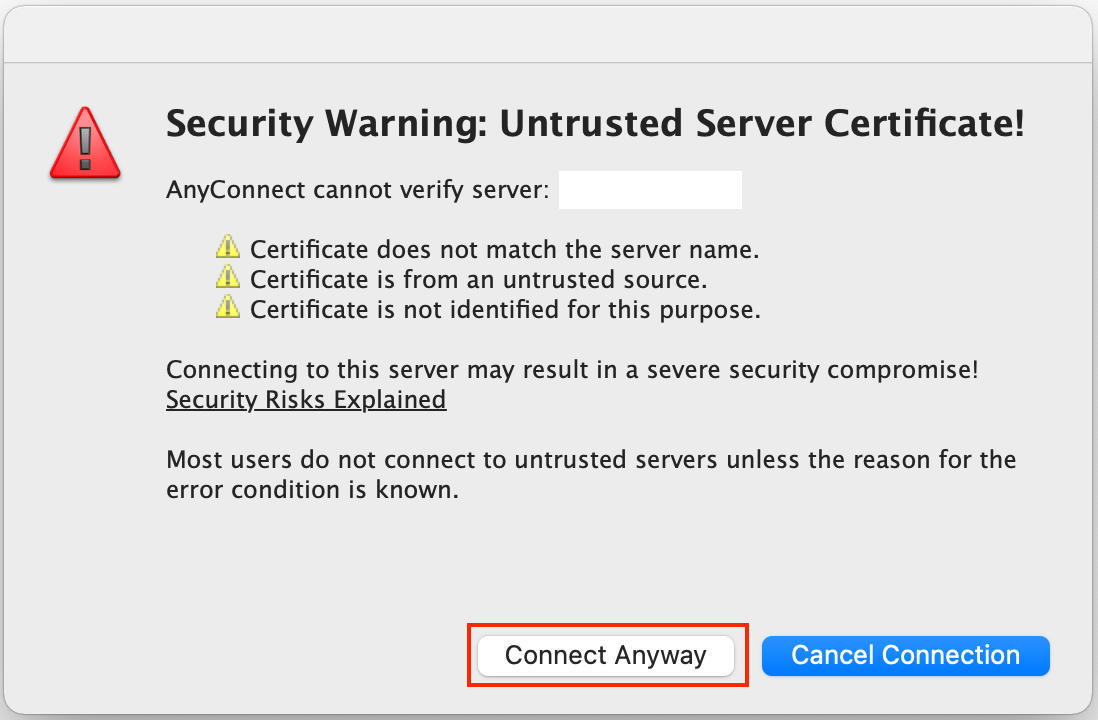 Security Warning: Untrusted Server Certificate!
AnyConnect cannot verify server:
Certificate does not match the server name.
Certificate is from an untrusted source.
Certificate is not identified for this purpose.
Connecting to this server may result in a severe security compromise!
Security Risks Explained
Most users do not connect to untrusted servers unless the reason for the
error condition is known.
Connect Anyway
Cancel Connection